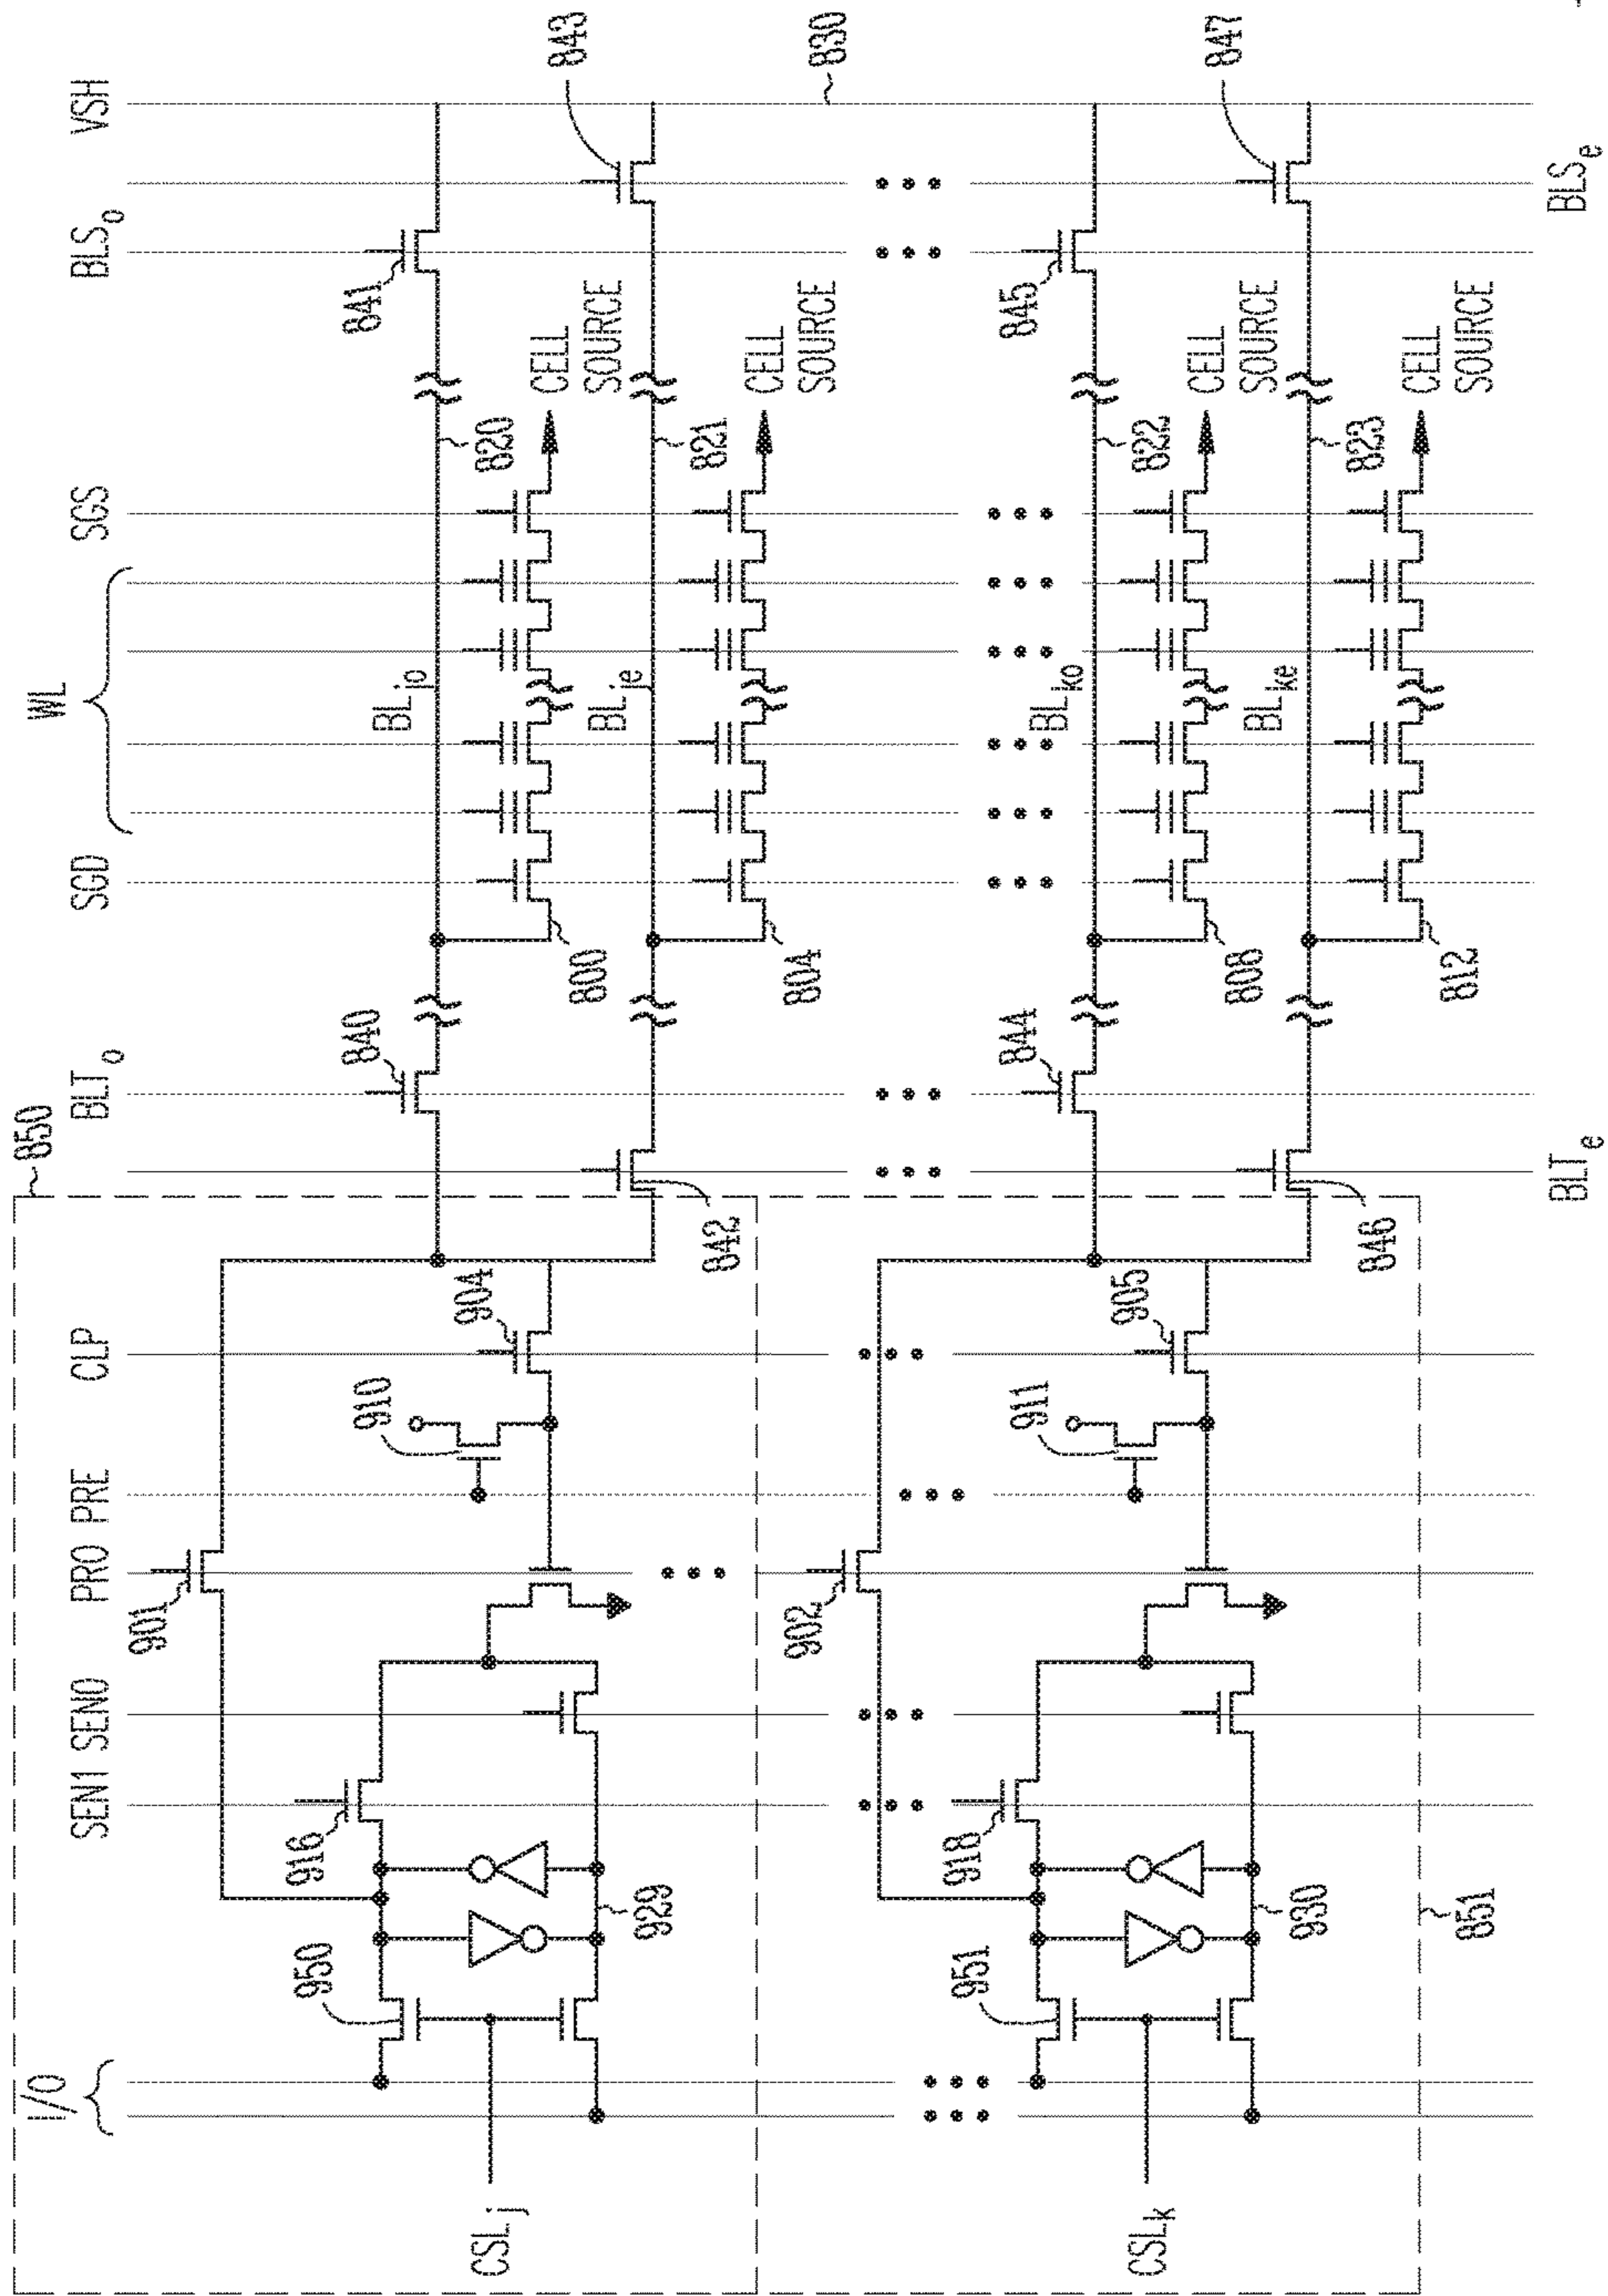 VSH
BLSo
SGS
WL
SGD
BLTo
850
CLP
PRO PRE
SEN1 SEN0
I/O
843
830
847
841
845
BLSe
CELL
SOURCE
CELL
SOURCE
CELL
SOURCE
CELL
SOURCE
820
821
822
823
BLjo
BLje
BLko
BLke
800
804
808
812
840
844
842
846
BLTe
904
905
910
911
901
902
916
918
929
930
851
950
951
CSLj
CSLk